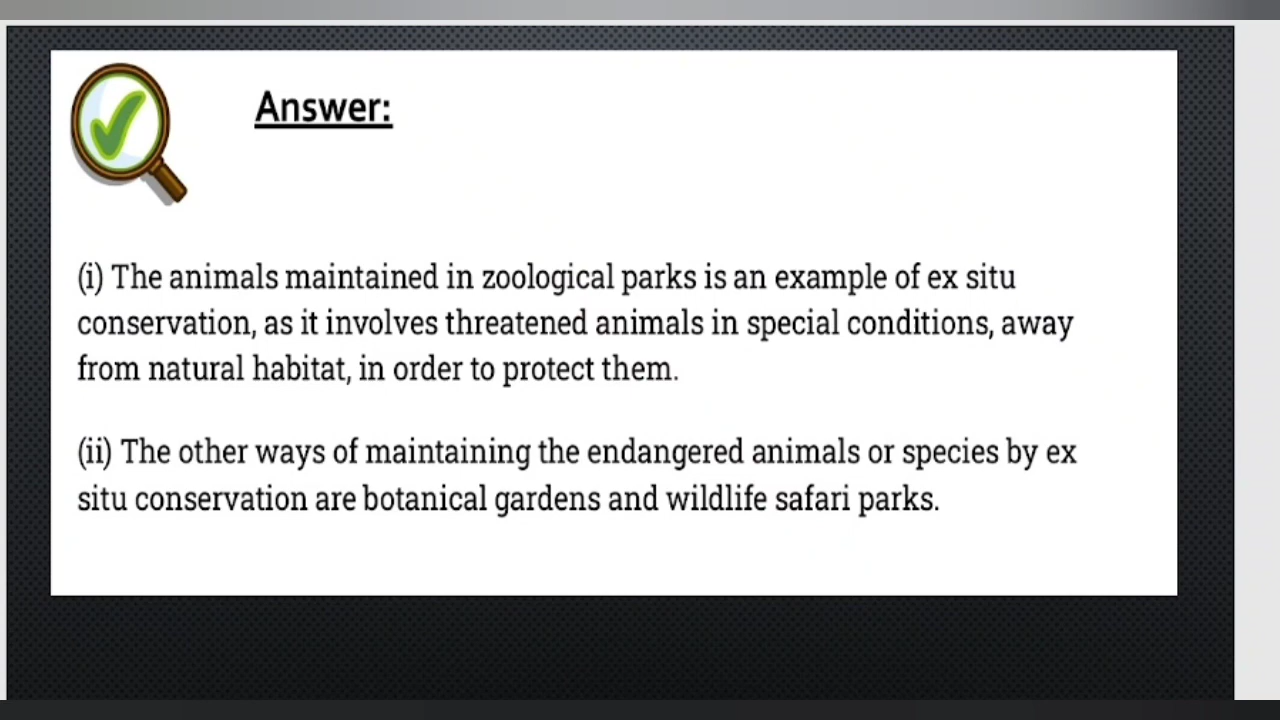 Answer:
(i) The animals maintained in zoological parks is an example of ex situ
conservation, as it involves threatened animals in special conditions, away
from natural habitat, in order to protect them.
(ii) The other ways of maintaining the endangered animals or species by ex
situ conservation are botanical gardens and wildlife safari parks.